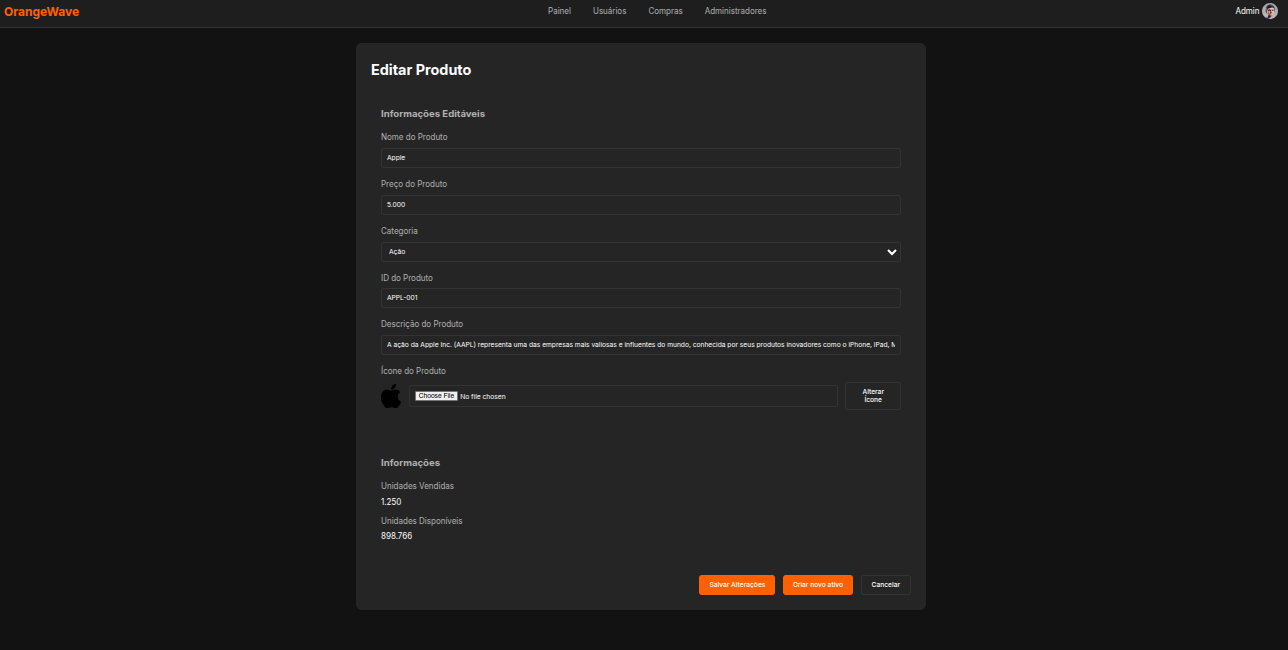 OrangeWave
Painel Usuários Compras Administradores
Admin
Editar Produto
Informações Editáveis
Nome do Produto
Apple
Preço do Produto
5.000
Categoria
Ação
ID do Produto
APPL-001
Descrição do Produto
A ação da Apple Inc. (AAPL) representa uma das empresas mais valiosas e influentes do mundo, conhecida por seus produtos inovadores como o iPhone, iPad, M
Ícone do Produto
Choose File No file chosen
Alterar
Ícone
Informações
Unidades Vendidas
1.250
Unidades Disponíveis
898.766
Salvar Alterações Criar novo ativo Cancelar